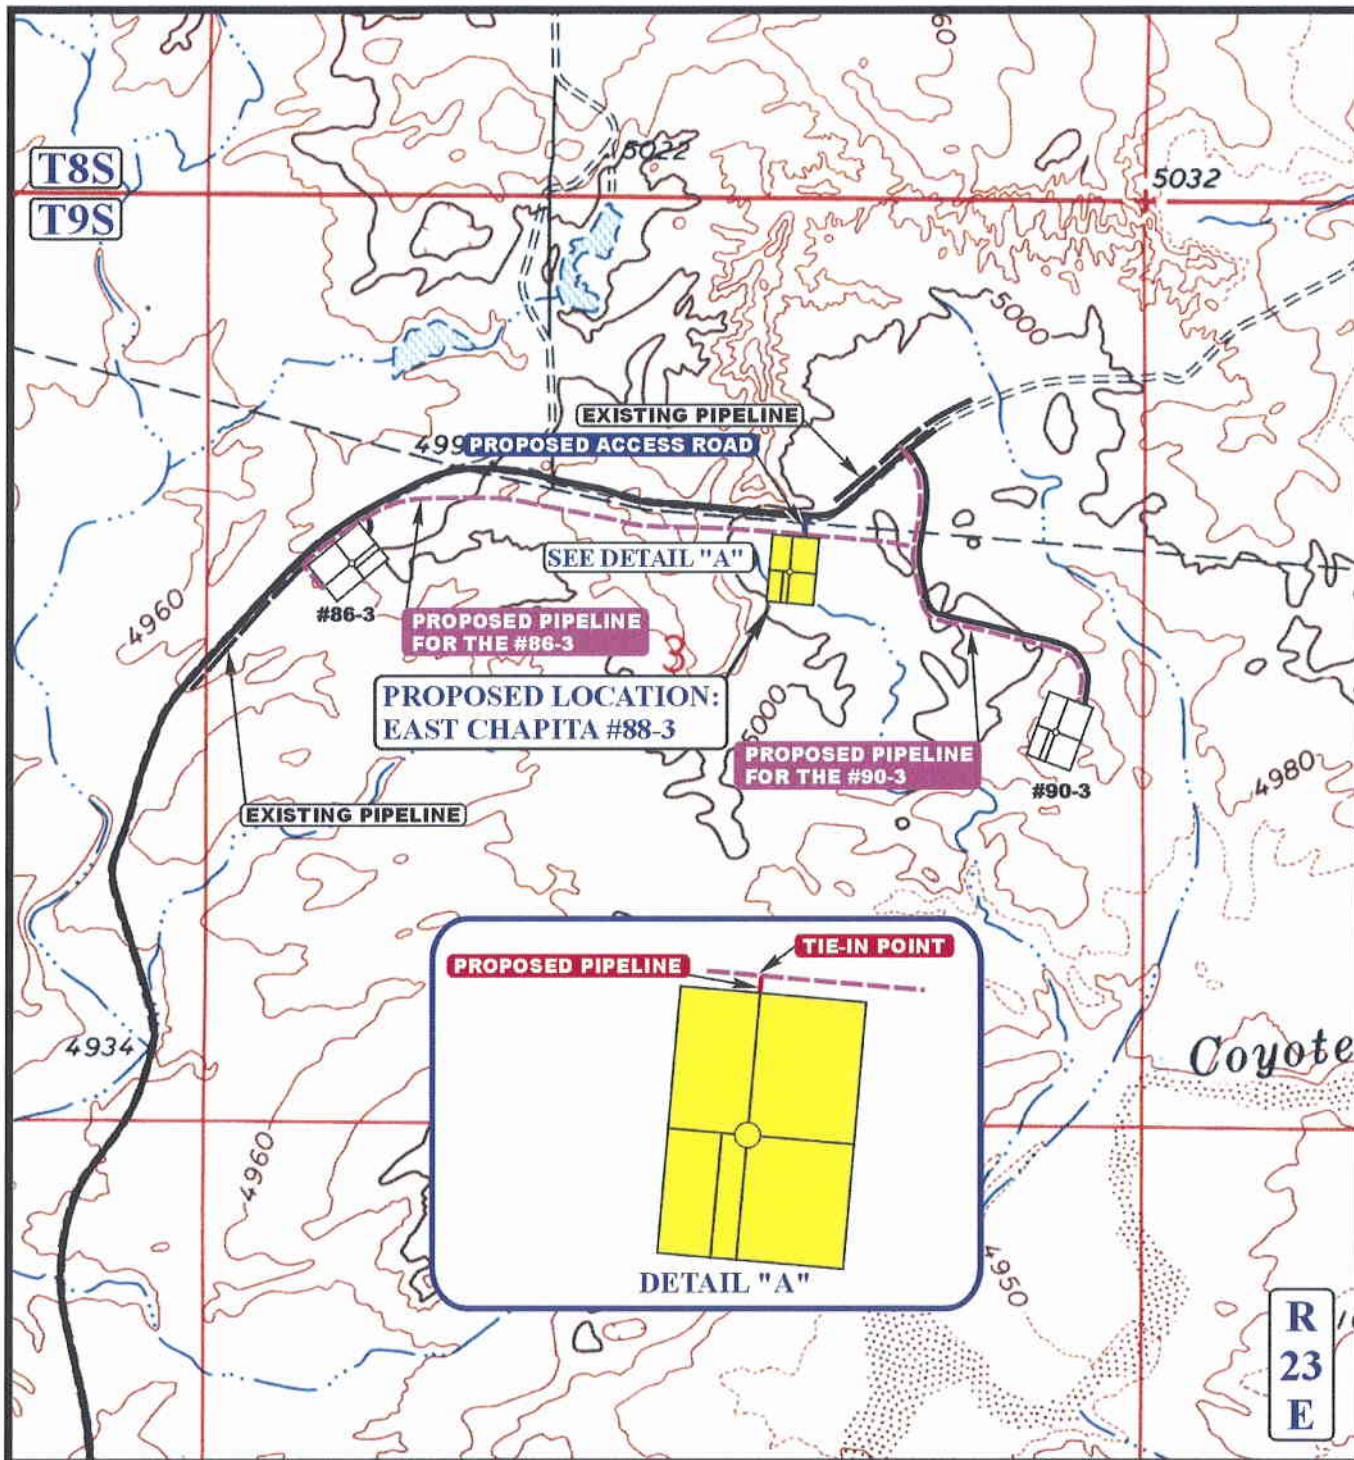 60
5022
T8S
T9S
5032
5000
EXISTING PIPELINE
499
PROPOSED ACCESS ROAD
SEE DETAIL "A"
4960
#86-3
PROPOSED PIPELINE
FOR THE #86-3
3
PROPOSED LOCATION:
EAST CHAPITA #88-3
5000
PROPOSED PIPELINE
FOR THE #90-3
#90-3
4980
EXISTING PIPELINE
TIE-IN POINT
PROPOSED PIPELINE
4934
Coyote
4960
DETAIL "A"
4950
R
23
E